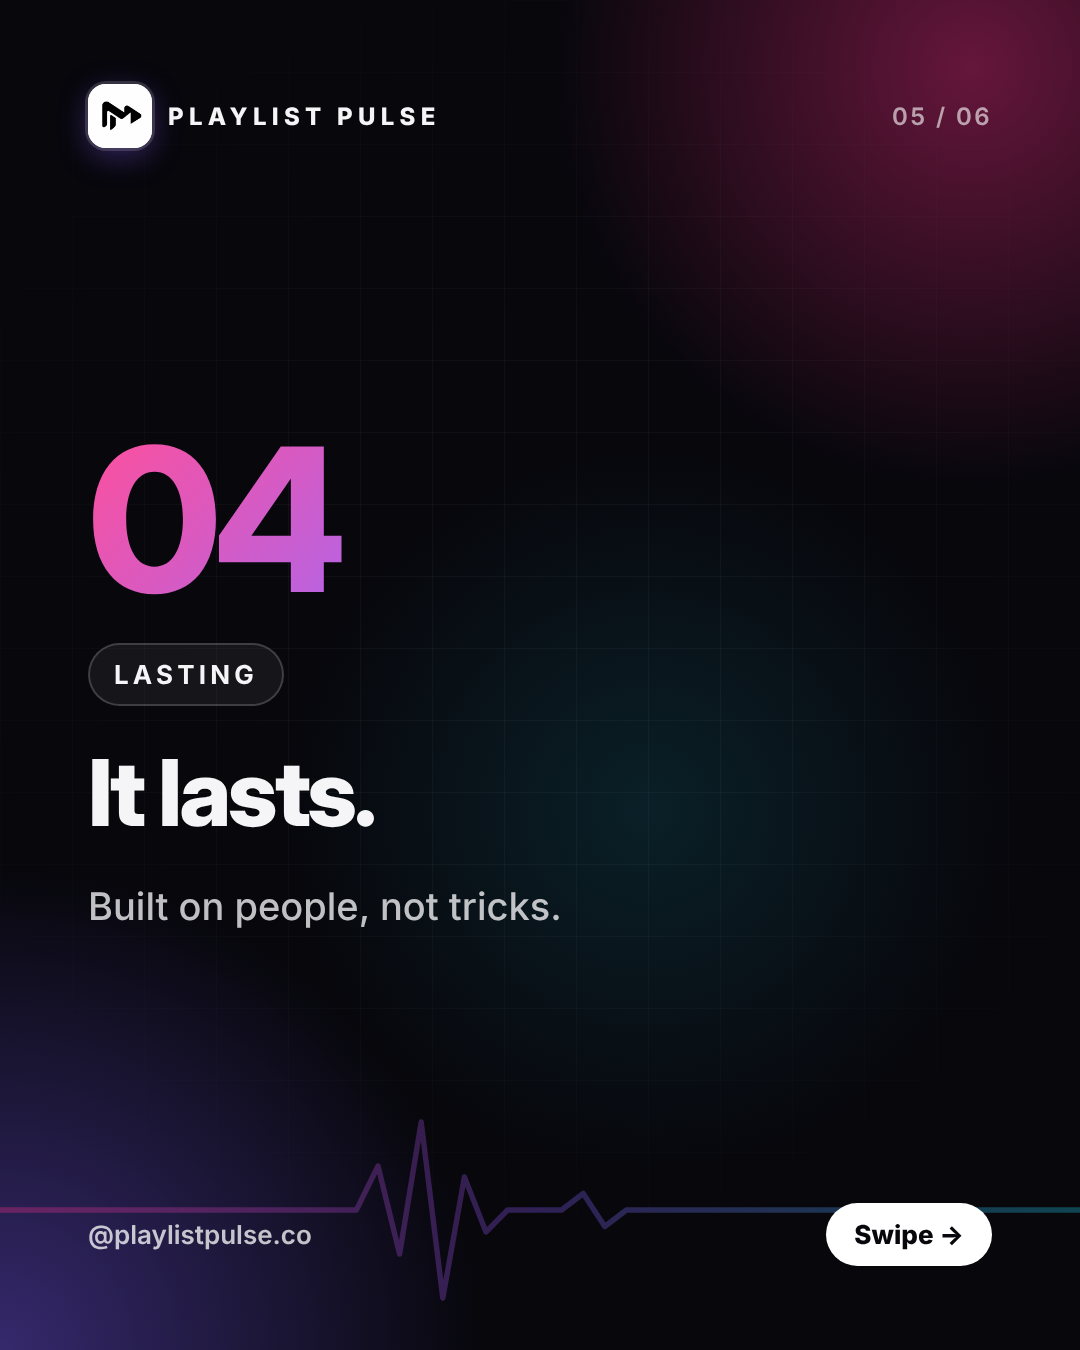 PLAYLIST PULSE
05 / 06
04
LASTING
It lasts.
Built on people, not tricks.
@playlistpulse.co
Swipe →